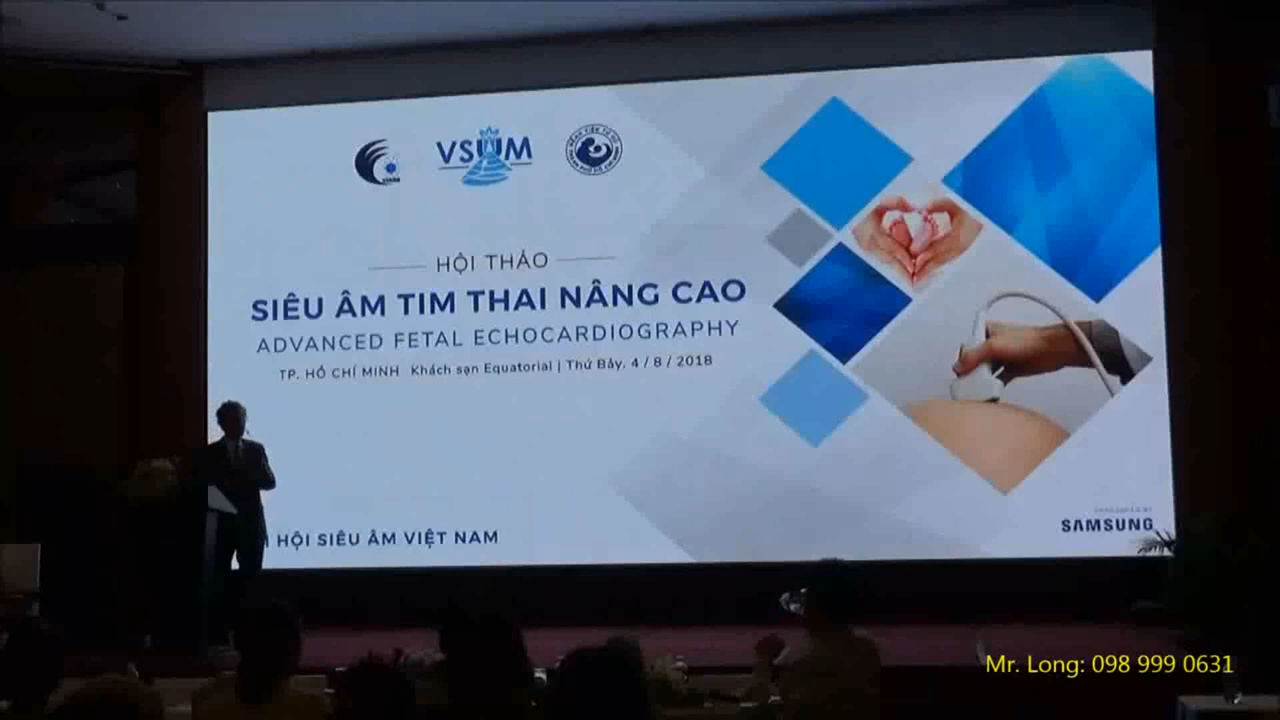 VSUM
HỘI THẢO
SIÊU ÂM TIM THAI NÂNG CAO
ADVANCED FETAL ECHOCARDIOGRAPHY
TP. HỒ CHÍ MINH Khách sạn Equatorial | Thứ Bảy. 4 / 8 / 2018
HỘI SIÊU ÂM VIỆT NAM
SAMSUNG
Mr. Long: 098 999 0631